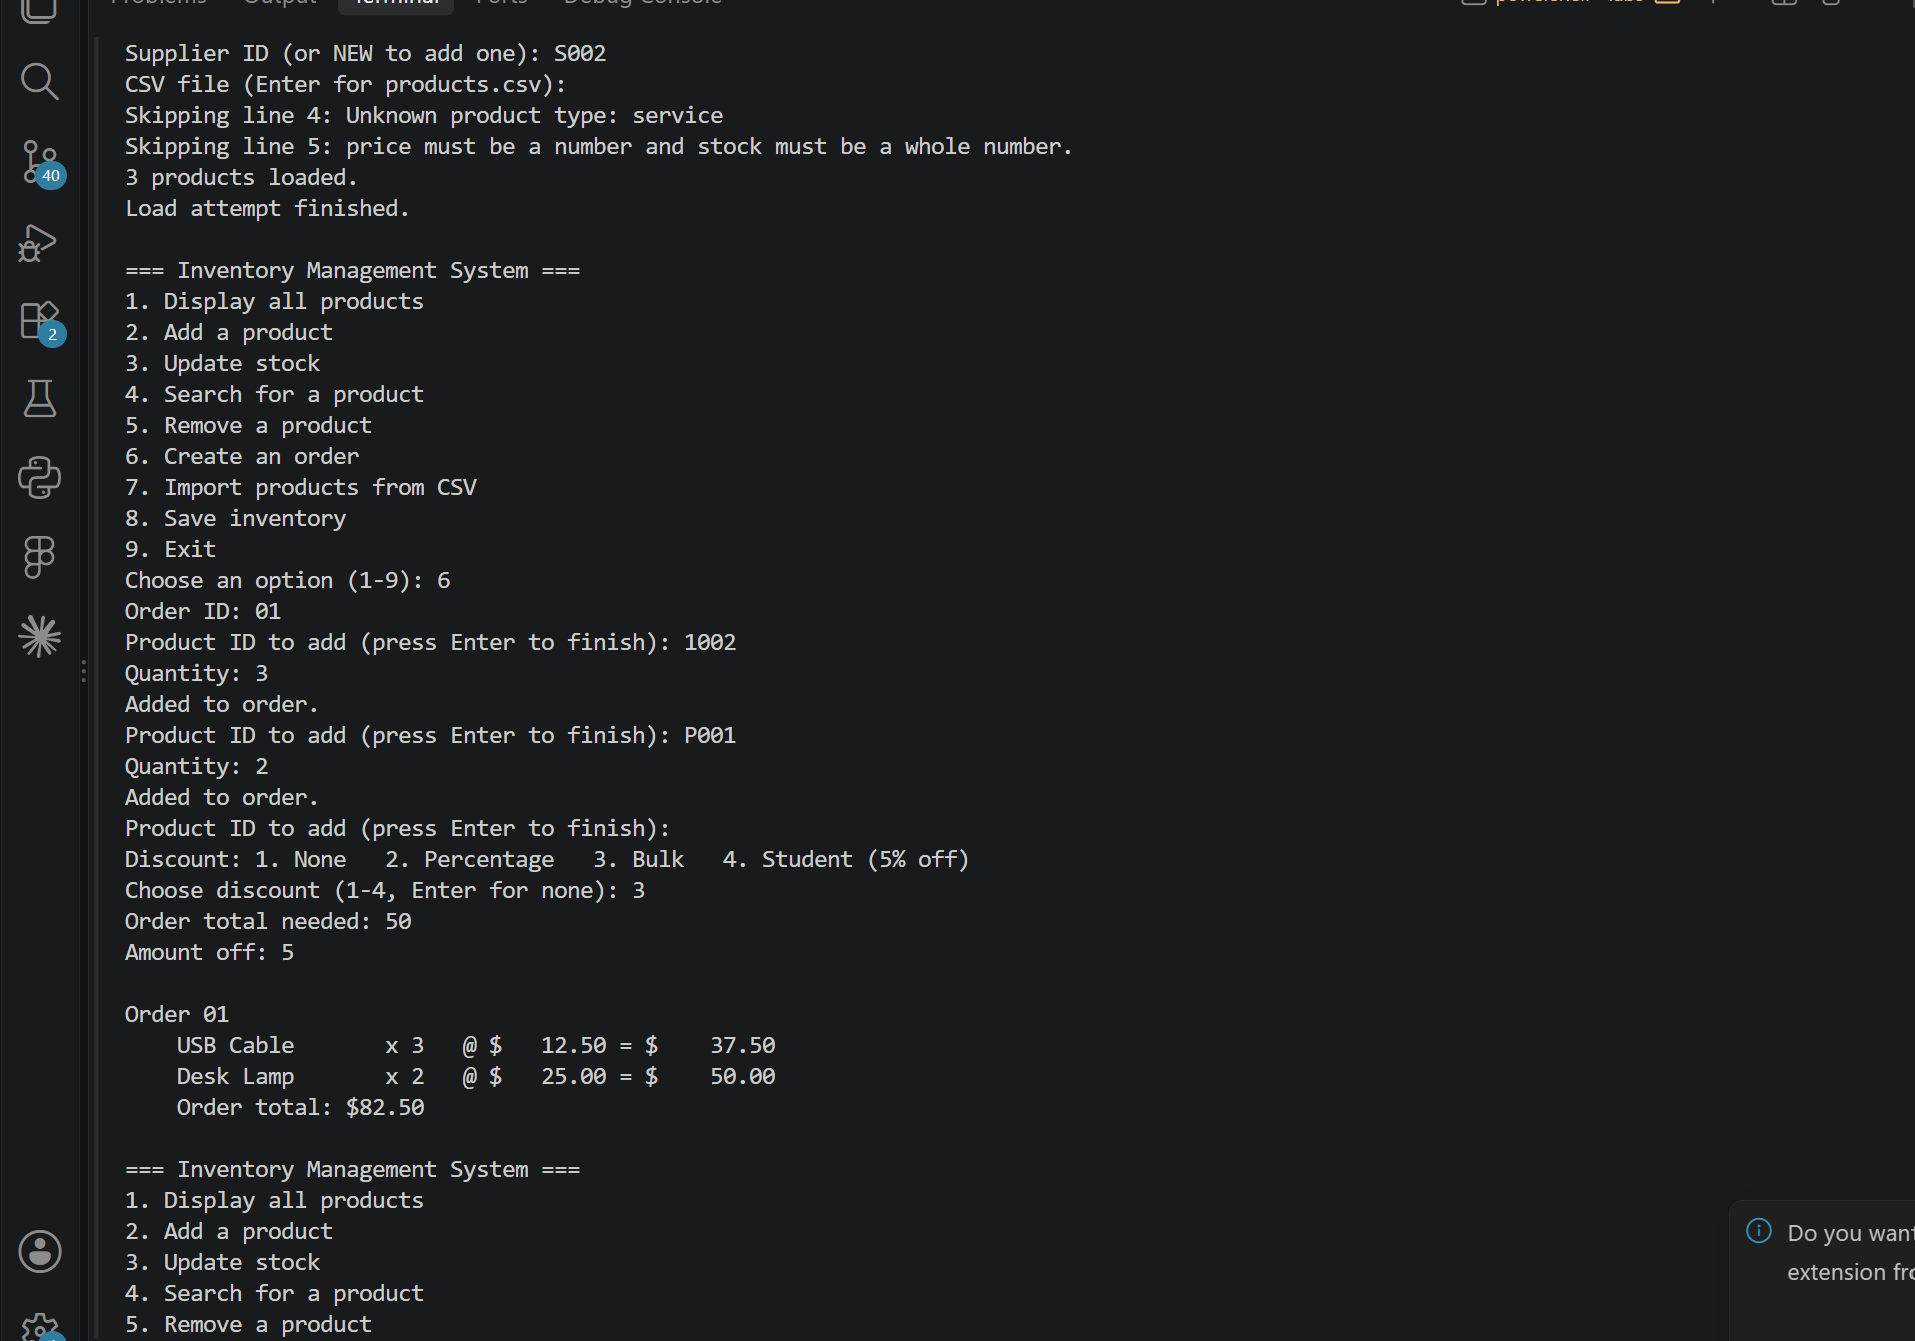 Problems Output Terminal Ports Debug Console
Supplier ID (or NEW to add one): S002
CSV file (Enter for products.csv):
Skipping line 4: Unknown product type: service
Skipping line 5: price must be a number and stock must be a whole number.
3 products loaded.
Load attempt finished.
=== Inventory Management System ===
1. Display all products
2. Add a product
3. Update stock
4. Search for a product
5. Remove a product
6. Create an order
7. Import products from CSV
8. Save inventory
9. Exit
Choose an option (1-9): 6
Order ID: 01
Product ID to add (press Enter to finish): 1002
Quantity: 3
Added to order.
Product ID to add (press Enter to finish): P001
Quantity: 2
Added to order.
Product ID to add (press Enter to finish):
Discount: 1. None   2. Percentage   3. Bulk   4. Student (5% off)
Choose discount (1-4, Enter for none): 3
Order total needed: 50
Amount off: 5
Order 01
USB Cable       x 3   @ $   12.50 = $    37.50
Desk Lamp       x 2   @ $   25.00 = $    50.00
Order total: $82.50
=== Inventory Management System ===
1. Display all products
2. Add a product
3. Update stock
4. Search for a product
5. Remove a product
40
2
Do you want
extension